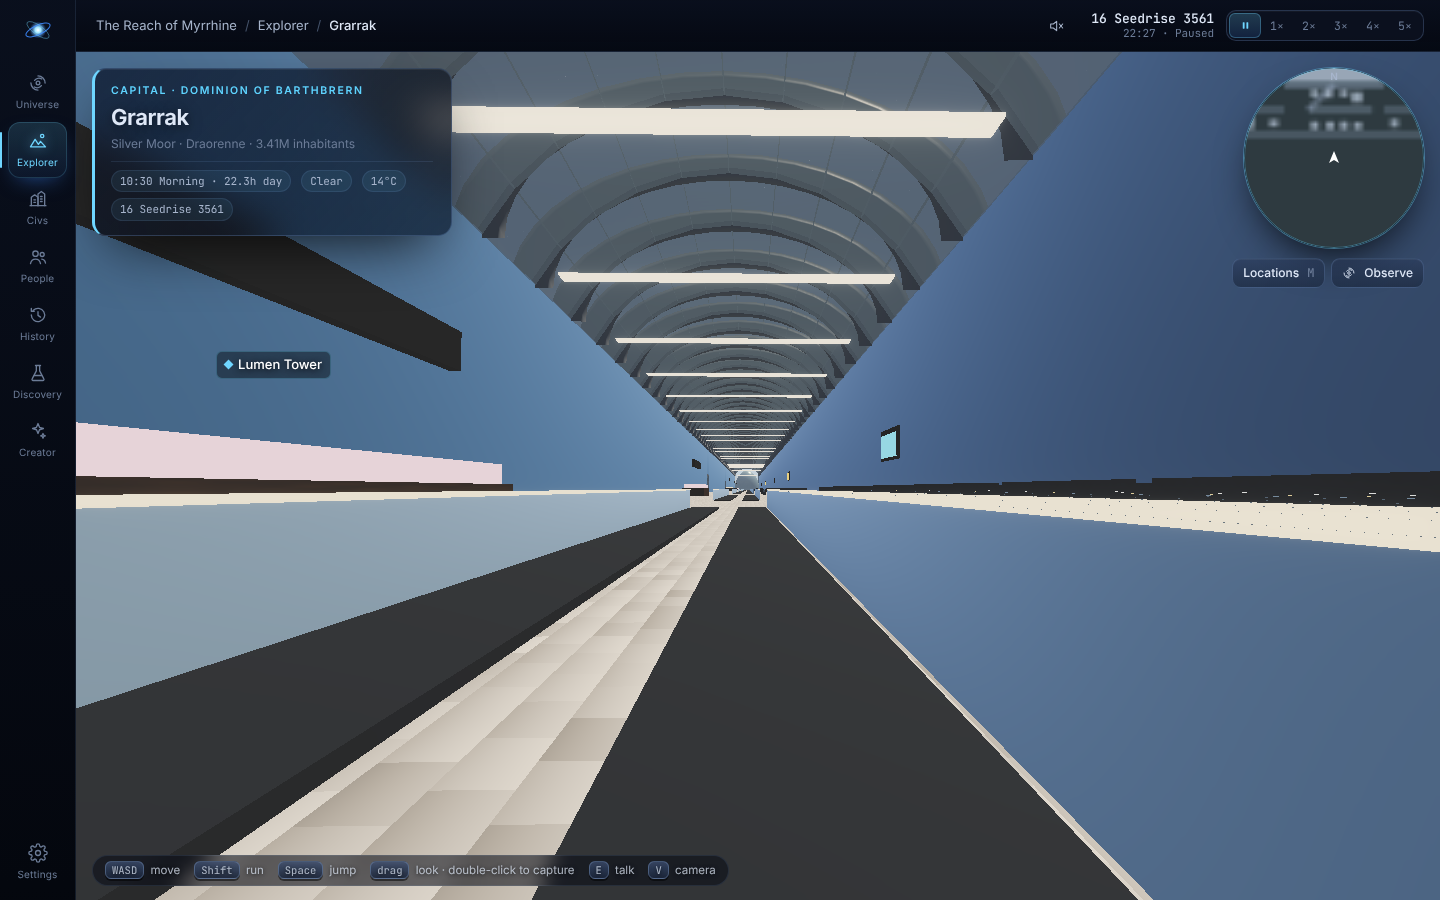 The Reach of Myrrhine / Explorer / Grarrak
16 Seedrise 3561
22:27 · Paused
1× 2× 3× 4× 5×
Universe
Explorer
Civs
People
History
Discovery
Creator
Settings
CAPITAL · DOMINION OF BARTHBRERN
Grarrak
Silver Moor · Draorenne · 3.41M inhabitants
10:30 Morning · 22.3h day
Clear
14°C
16 Seedrise 3561
N
Locations M
Observe
Lumen Tower
WASD move Shift run Space jump drag look · double-click to capture E talk V camera